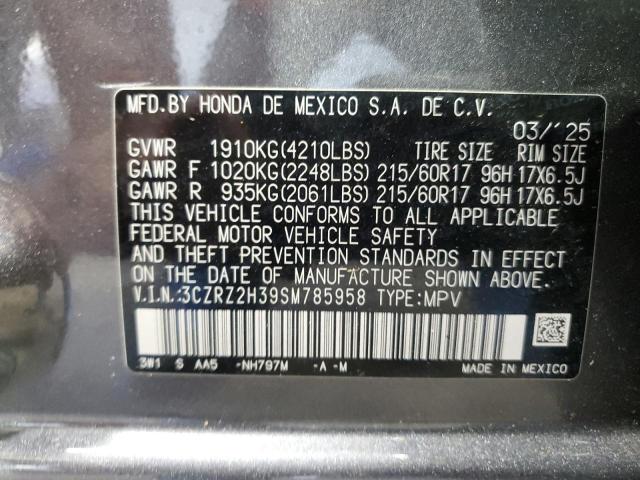 MFD.BY HONDA DE MEXICO S.A. DE C.V.
03/'25
GVWR 1910KG(4210LBS) TIRE SIZE RIM SIZE
GAWR F 1020KG(2248LBS) 215/60R17 96H 17X6.5J
GAWR R 935KG(2061LBS) 215/60R17 96H 17X6.5J
THIS VEHICLE CONFORMS TO ALL APPLICABLE
FEDERAL MOTOR VEHICLE SAFETY
AND THEFT PREVENTION STANDARDS IN EFFECT
ON THE DATE OF MANUFACTURE SHOWN ABOVE.
V.I.N.:3CZRZ2H39SM785958 TYPE:MPV
3W1 S AA5 -NH797M -A -M MADE IN MEXICO